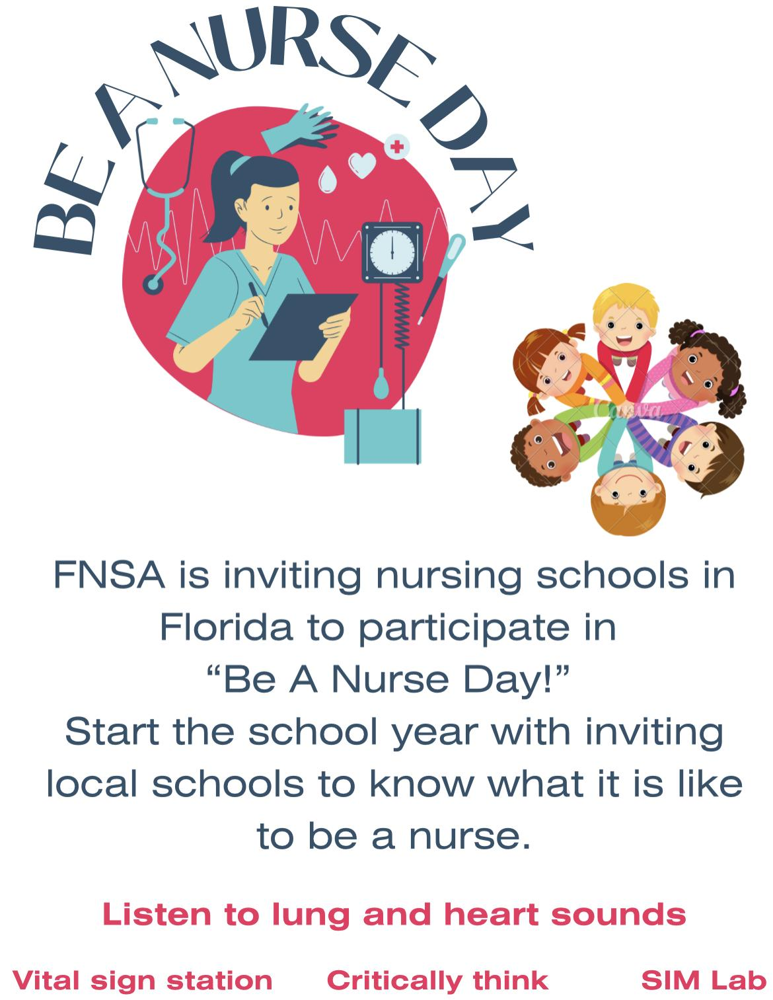 BE A NURSE DAY
Canva
FNSA is inviting nursing schools in
Florida to participate in
“Be A Nurse Day!”
Start the school year with inviting
local schools to know what it is like
to be a nurse.
Listen to lung and heart sounds
Vital sign station Critically think SIM Lab